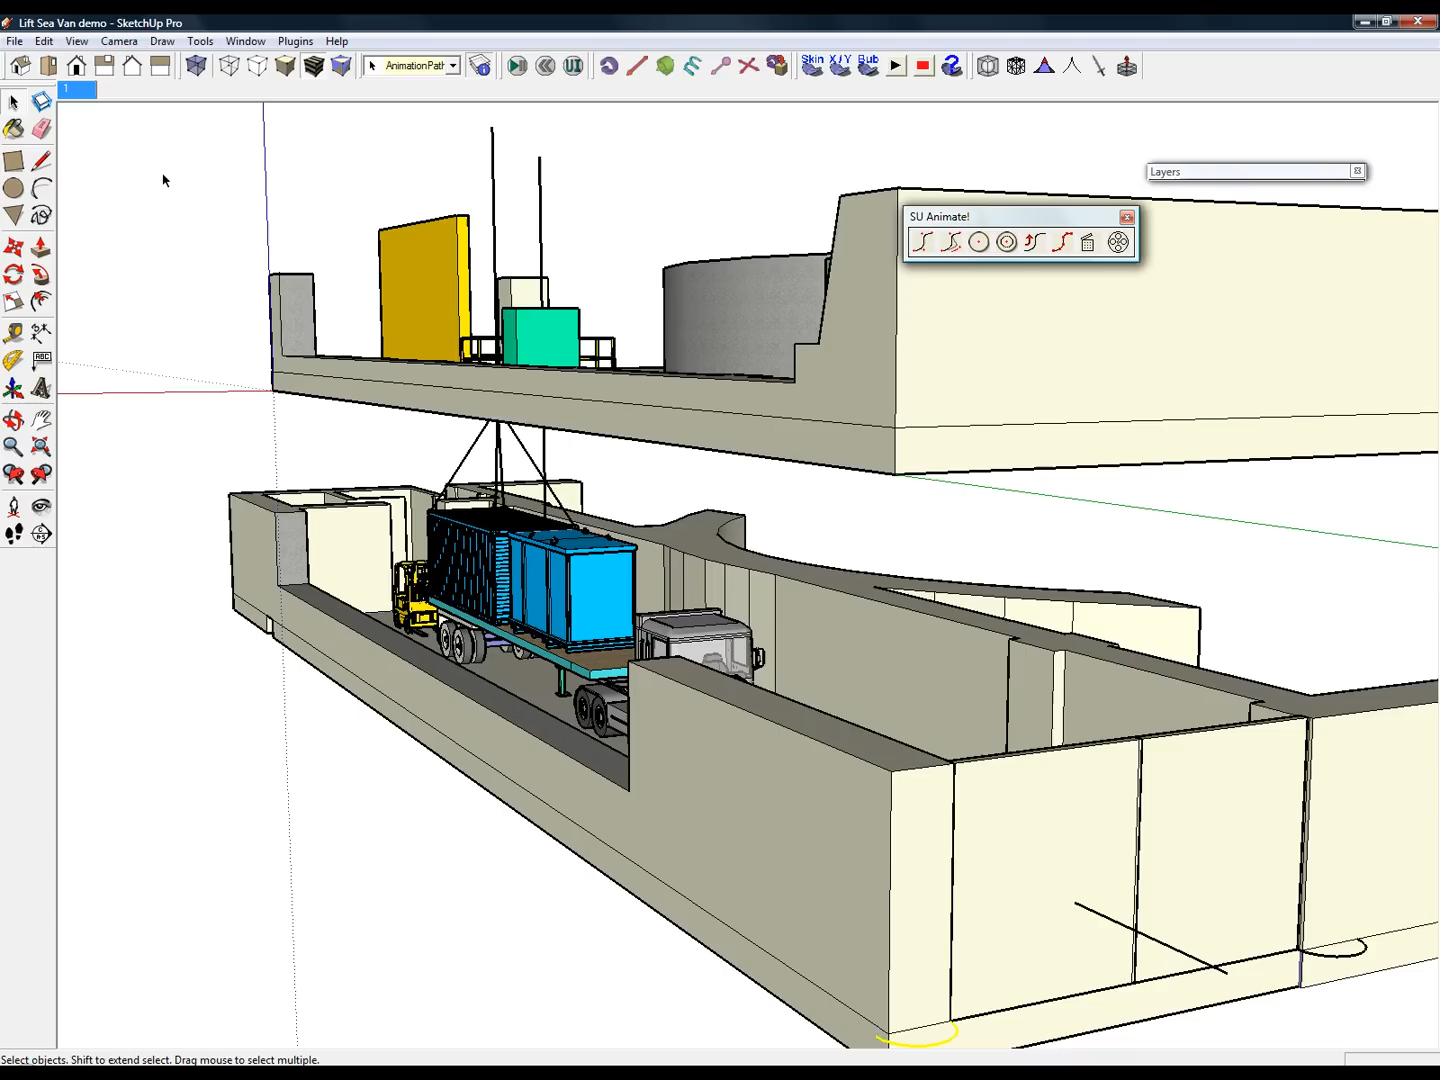 Lift Sea Van demo - SketchUp Pro
File Edit View Camera Draw Tools Window Plugins Help
AnimationPath
Skin X/Y Bub
1
Layers
SU Animate!
ABC
Select objects. Shift to extend select. Drag mouse to select multiple.